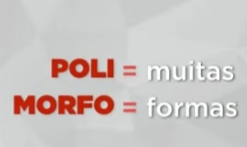 POLI = muitas
MORFO = formas